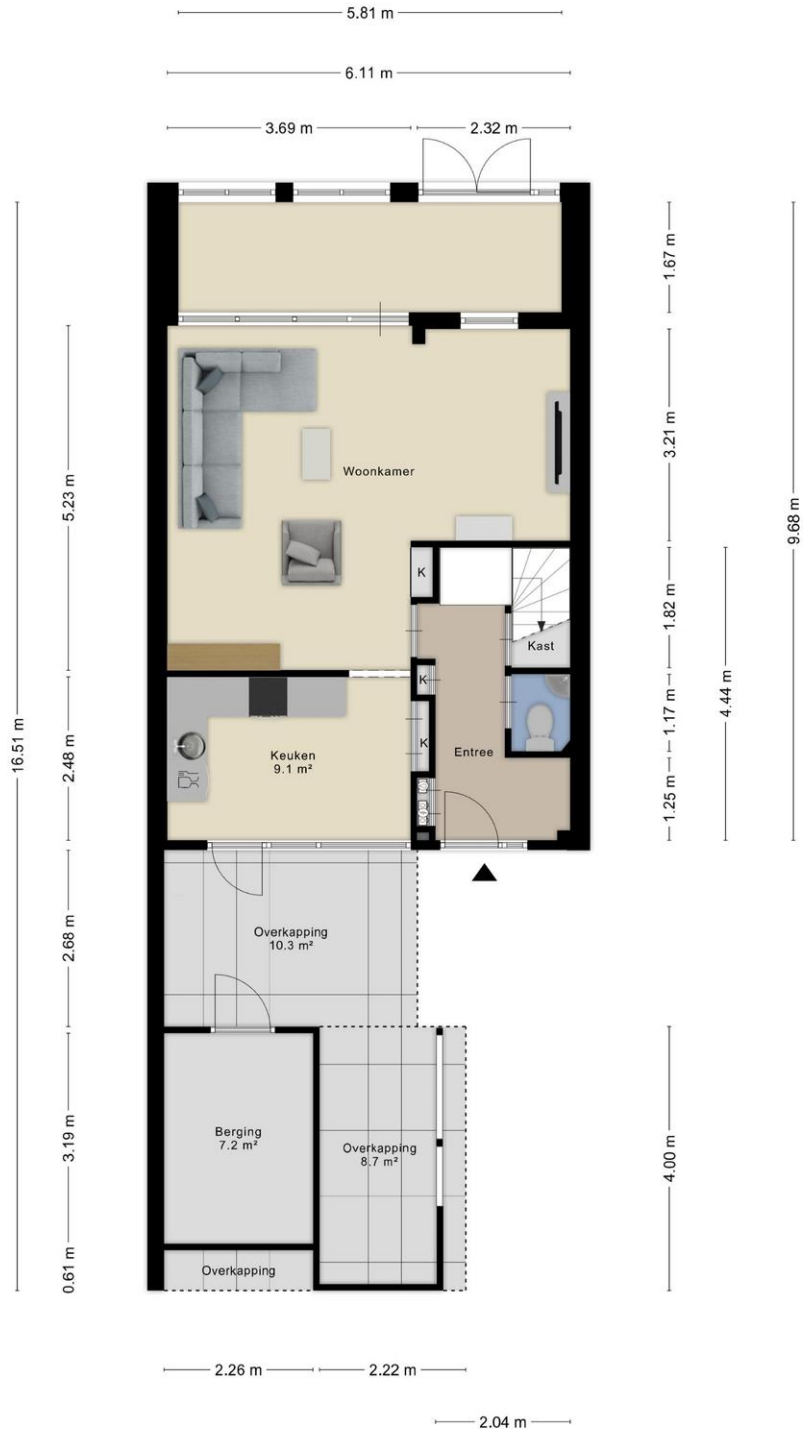 5.81 m
6.11 m
3.69 m
2.32 m
1.67 m
3.21 m
5.23 m
9.68 m
Woonkamer
K
1.82 m
Kast
4.44 m
K
1.17 m
16.51 m
2.48 m
K
Keuken
9.1 m²
Entree
1.25 m
2.68 m
Overkapping
10.3 m²
3.19 m
Berging
7.2 m²
Overkapping
8.7 m²
4.00 m
0.61 m
Overkapping
2.26 m
2.22 m
2.04 m